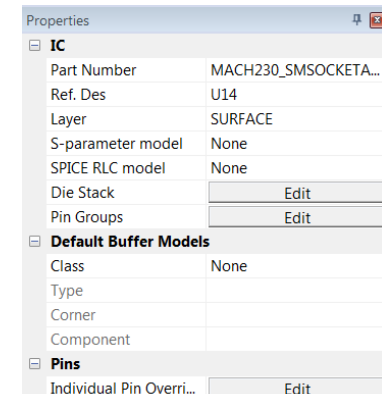 Properties
IC
Part Number MACH230_SMSOCKETA...
Ref. Des U14
Layer SURFACE
S-parameter model None
SPICE RLC model None
Die Stack Edit
Pin Groups Edit
Default Buffer Models
Class None
Type
Corner
Component
Pins
Individual Pin Overri... Edit